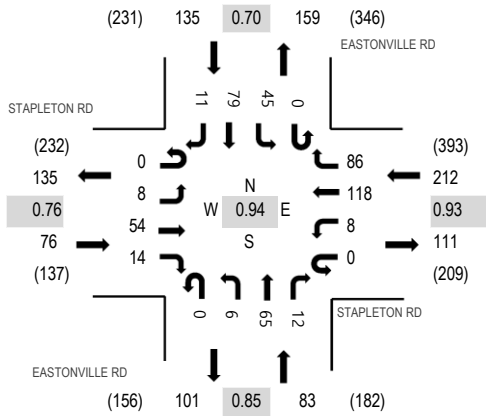 (231) 135 0.70 159 (346)
EASTONVILLE RD
11 79 45 0
STAPLETON RD
(232) (393)
135 0 86 212
0.76 8 118 0.93
N
W 0.94 E
S
76 54 8 111
(137) 14 0 (209)
0 6 65 12
STAPLETON RD
EASTONVILLE RD
(156) 101 0.85 83 (182)